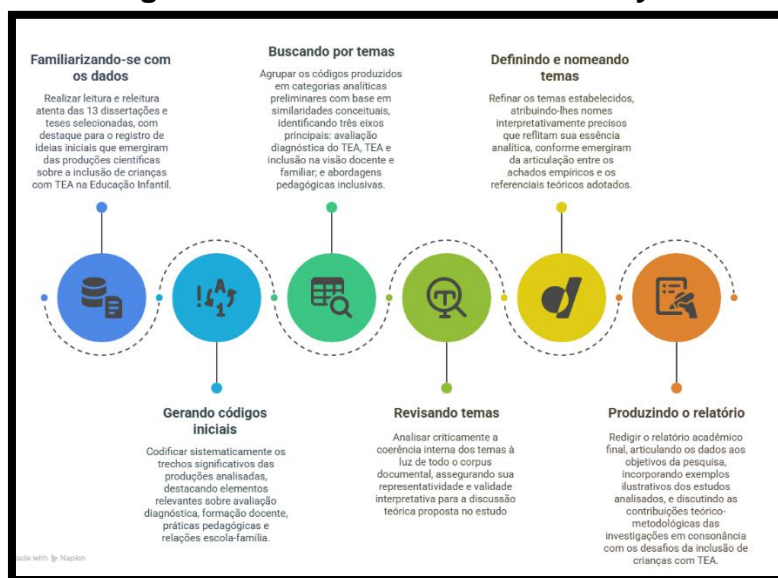 Familiarizando-se com
os dados
Realizar leitura e releitura
atenta das 13 dissertações e
teses selecionadas, com
destaque para o registro de
ideias iniciais que emergiram
das produções científicas
sobre a inclusão de crianças
com TEA na Educação Infantil.
Buscando por temas
Agrupar os códigos produzidos
em categorias analíticas
preliminares com base em
similaridades conceituais,
identificando três eixos
principais: avaliação
diagnóstica do TEA, TEA e
inclusão na visão docente e
familiar; e abordagens
pedagógicas inclusivas.
Definindo e nomeando
temas
Refinar os temas estabelecidos,
atribuindo-lhes nomes
interpretativamente precisos
que reflitam sua essência
analítica, conforme emergiram
da articulação entre os
achados empíricos e os
referenciais teóricos adotados.
Gerando códigos
iniciais
Codificar sistematicamente os
trechos significativos das
produções analisadas,
destacando elementos
relevantes sobre avaliação
diagnóstica, formação docente,
práticas pedagógicas e
relações escola-família.
Revisando temas
Analisar criticamente a
coerência interna dos temas à
luz de todo o corpus
documental, assegurando sua
representatividade e validade
interpretativa para a discussão
teórica proposta no estudo
Produzindo o relatório
Redigir o relatório acadêmico
final, articulando os dados aos
objetivos da pesquisa,
incorporando exemplos
ilustrativos dos estudos
analisados, e discutindo as
contribuições teórico-
metodológicas das
investigações em consonância
com os desafios da inclusão de
crianças com TEA.
with Napkin